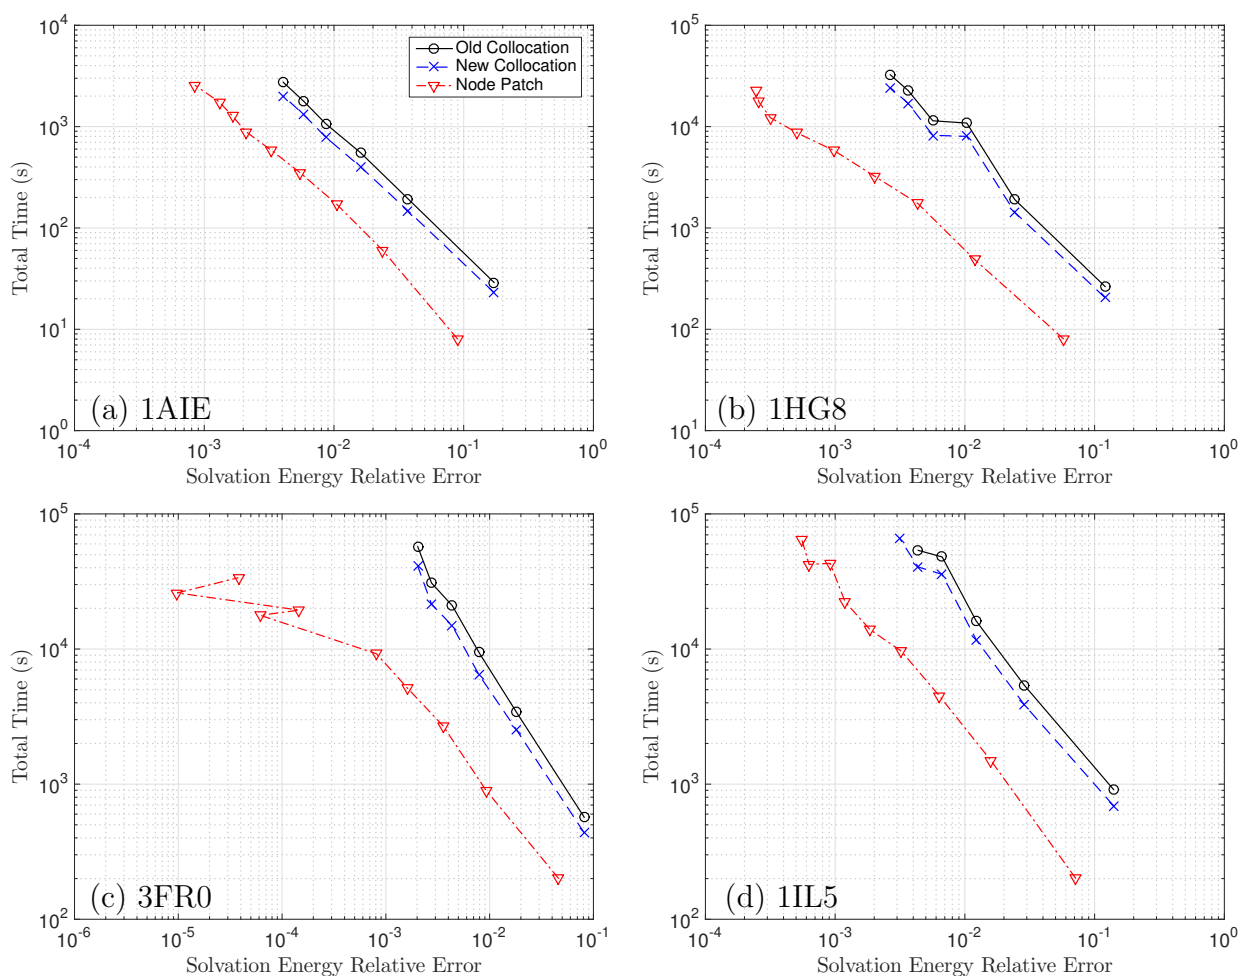 Old Collocation
New Collocation
Node Patch
10^4
10^3
10^2
10^1
10^0
Total Time (s)
(a) 1AIE
10^-4
10^-3
10^-2
10^-1
10^0
Solvation Energy Relative Error
10^5
10^4
10^3
10^2
10^1
Total Time (s)
(b) 1HG8
10^-4
10^-3
10^-2
10^-1
10^0
Solvation Energy Relative Error
10^5
10^4
10^3
10^2
Total Time (s)
(c) 3FR0
10^-6
10^-5
10^-4
10^-3
10^-2
10^-1
Solvation Energy Relative Error
10^5
10^4
10^3
10^2
Total Time (s)
(d) 1IL5
10^-4
10^-3
10^-2
10^-1
10^0
Solvation Energy Relative Error